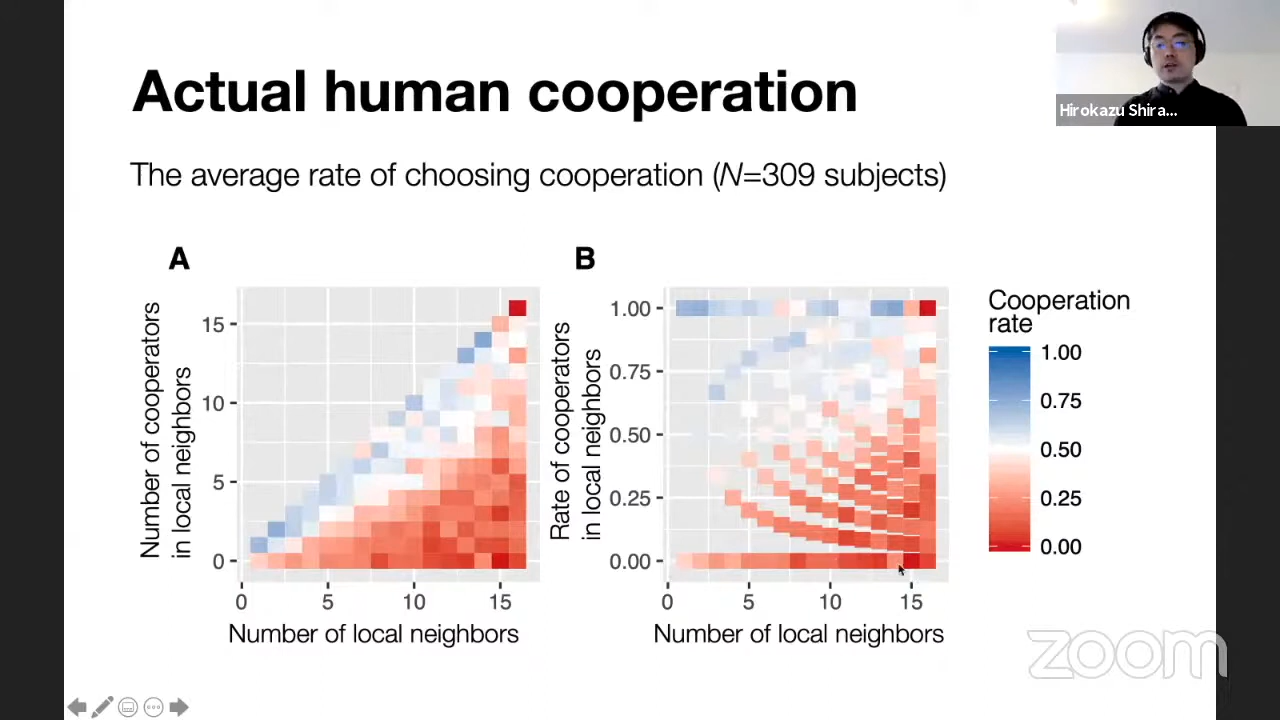 Actual human cooperation
Hirokazu Shira...
The average rate of choosing cooperation (N=309 subjects)
A
Number of cooperators
in local neighbors
15
10
5
0
0 5 10 15
Number of local neighbors
B
Rate of cooperators
in local neighbors
1.00
0.75
0.50
0.25
0.00
0 5 10 15
Number of local neighbors
Cooperation
rate
1.00
0.75
0.50
0.25
0.00
zoom